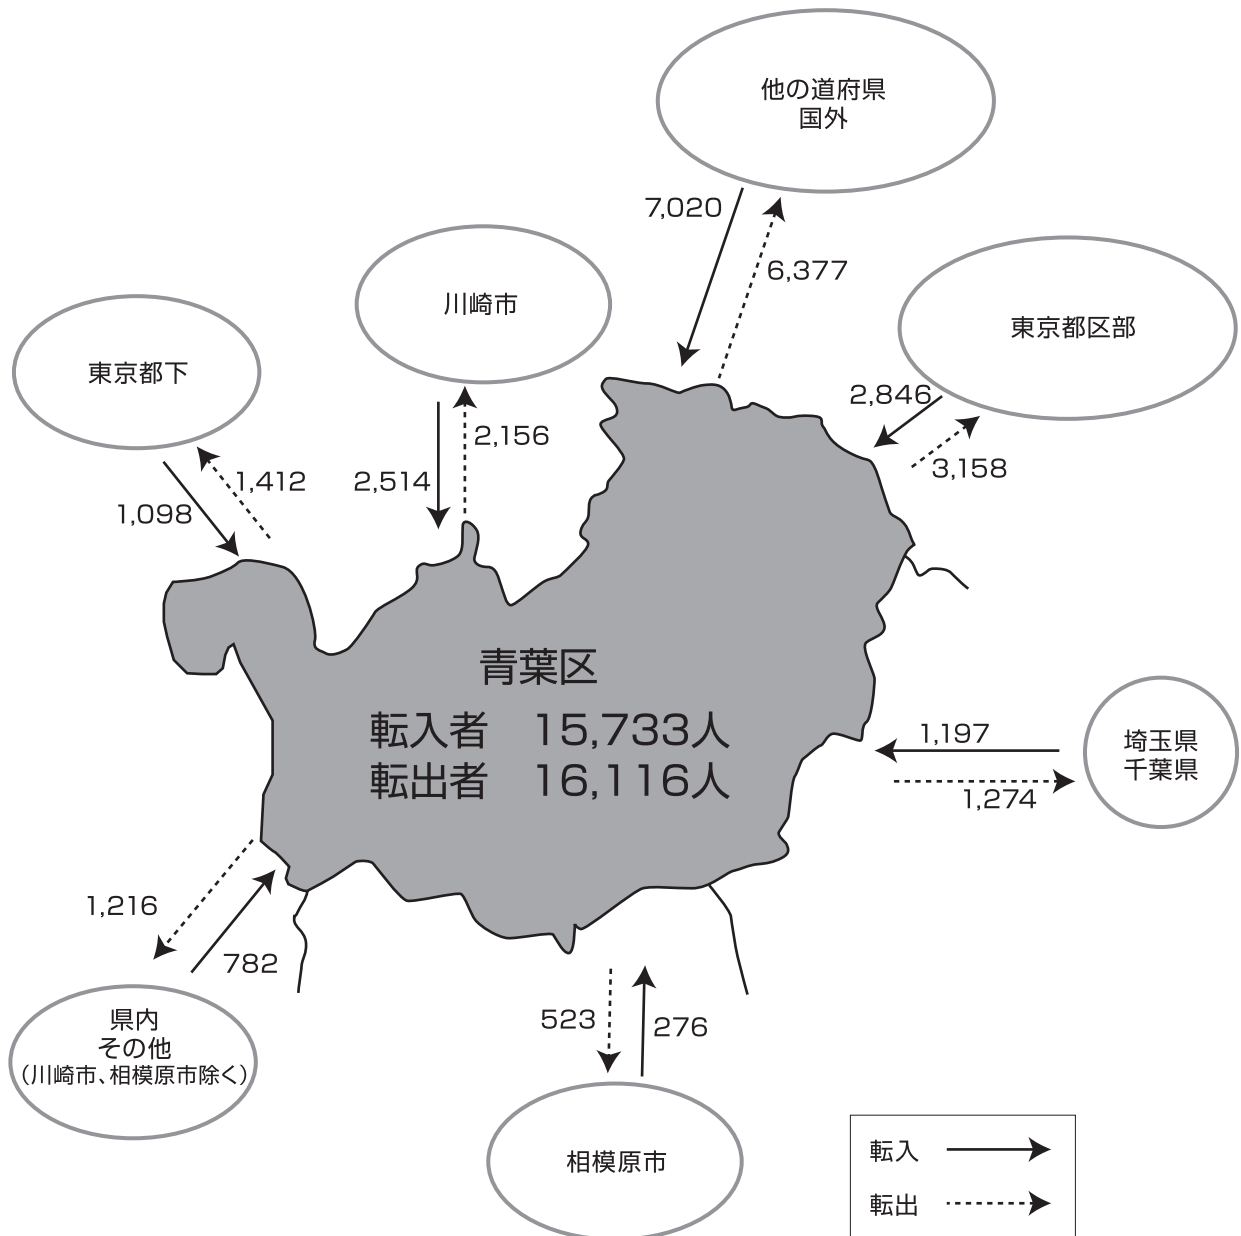 他の道府県
国外
7,020
6,377
川崎市
東京都区部
東京都下
2,846
3,158
2,156
2,514
1,412
1,098
青葉区
転入者　15,733人
転出者　16,116人
1,197
1,274
埼玉県
千葉県
1,216
782
県内
その他
（川崎市、相模原市除く）
523
276
相模原市
転入
転出